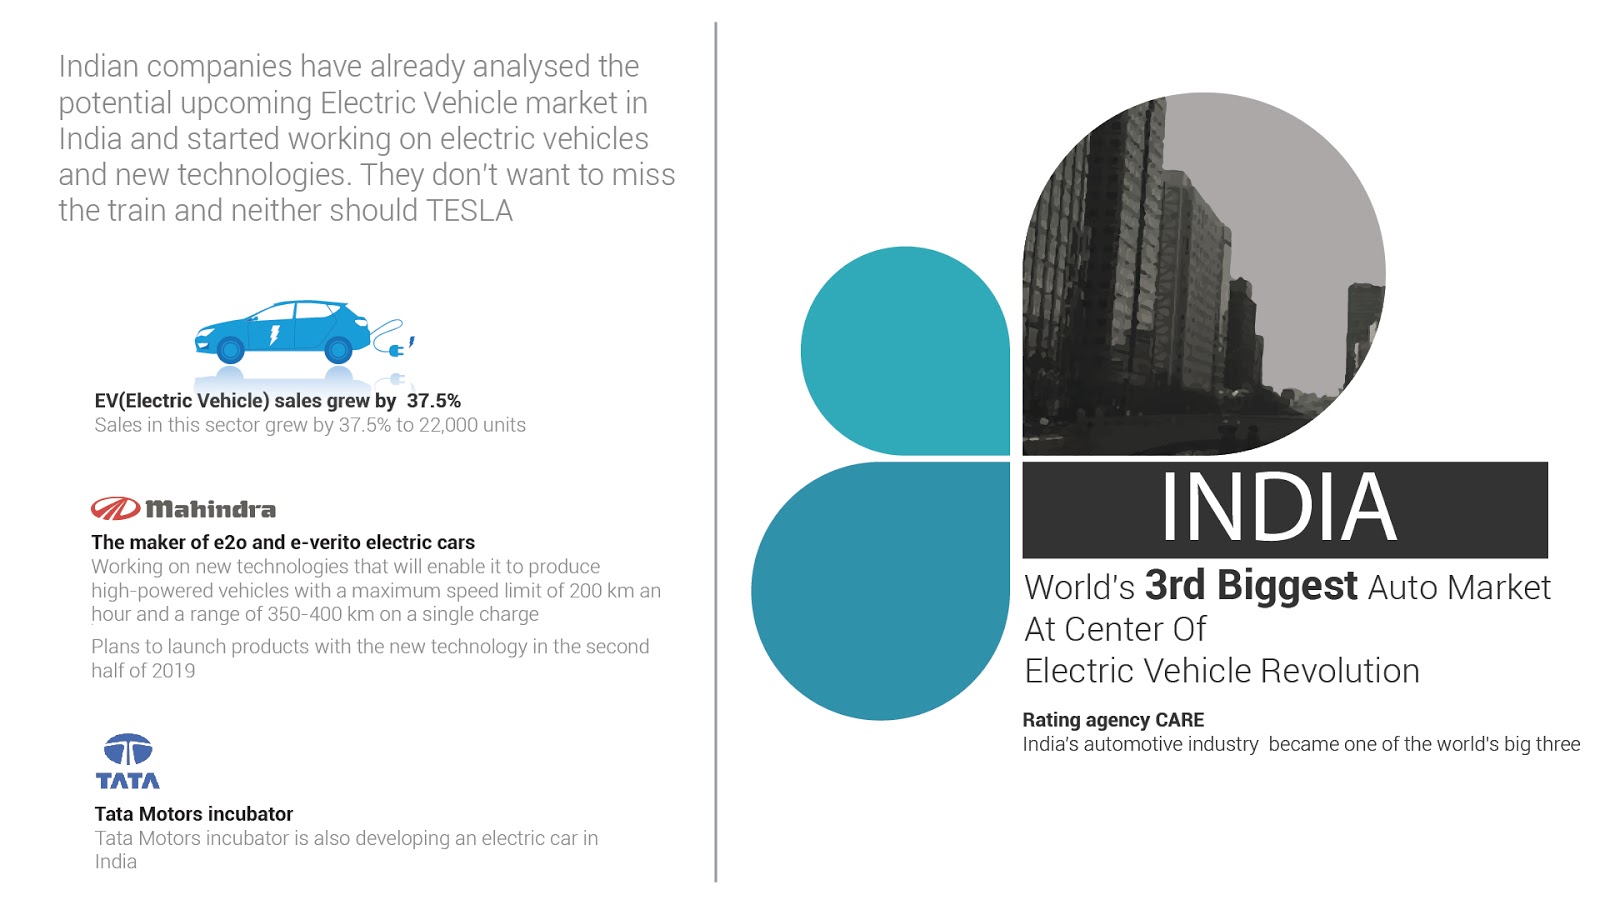 Indian companies have already analysed the
potential upcoming Electric Vehicle market in
India and started working on electric vehicles
and new technologies. They don't want to miss
the train and neither should TESLA
EV(Electric Vehicle) sales grew by 37.5%
Sales in this sector grew by 37.5% to 22,000 units
Mahindra
The maker of e2o and e-verito electric cars
Working on new technologies that will enable it to produce
high-powered vehicles with a maximum speed limit of 200 km an
hour and a range of 350-400 km on a single charge
Plans to launch products with the new technology in the second
half of 2019
TATA
Tata Motors incubator
Tata Motors incubator is also developing an electric car in
India
INDIA
World's 3rd Biggest Auto Market
At Center Of
Electric Vehicle Revolution
Rating agency CARE
India's automotive industry became one of the world's big three